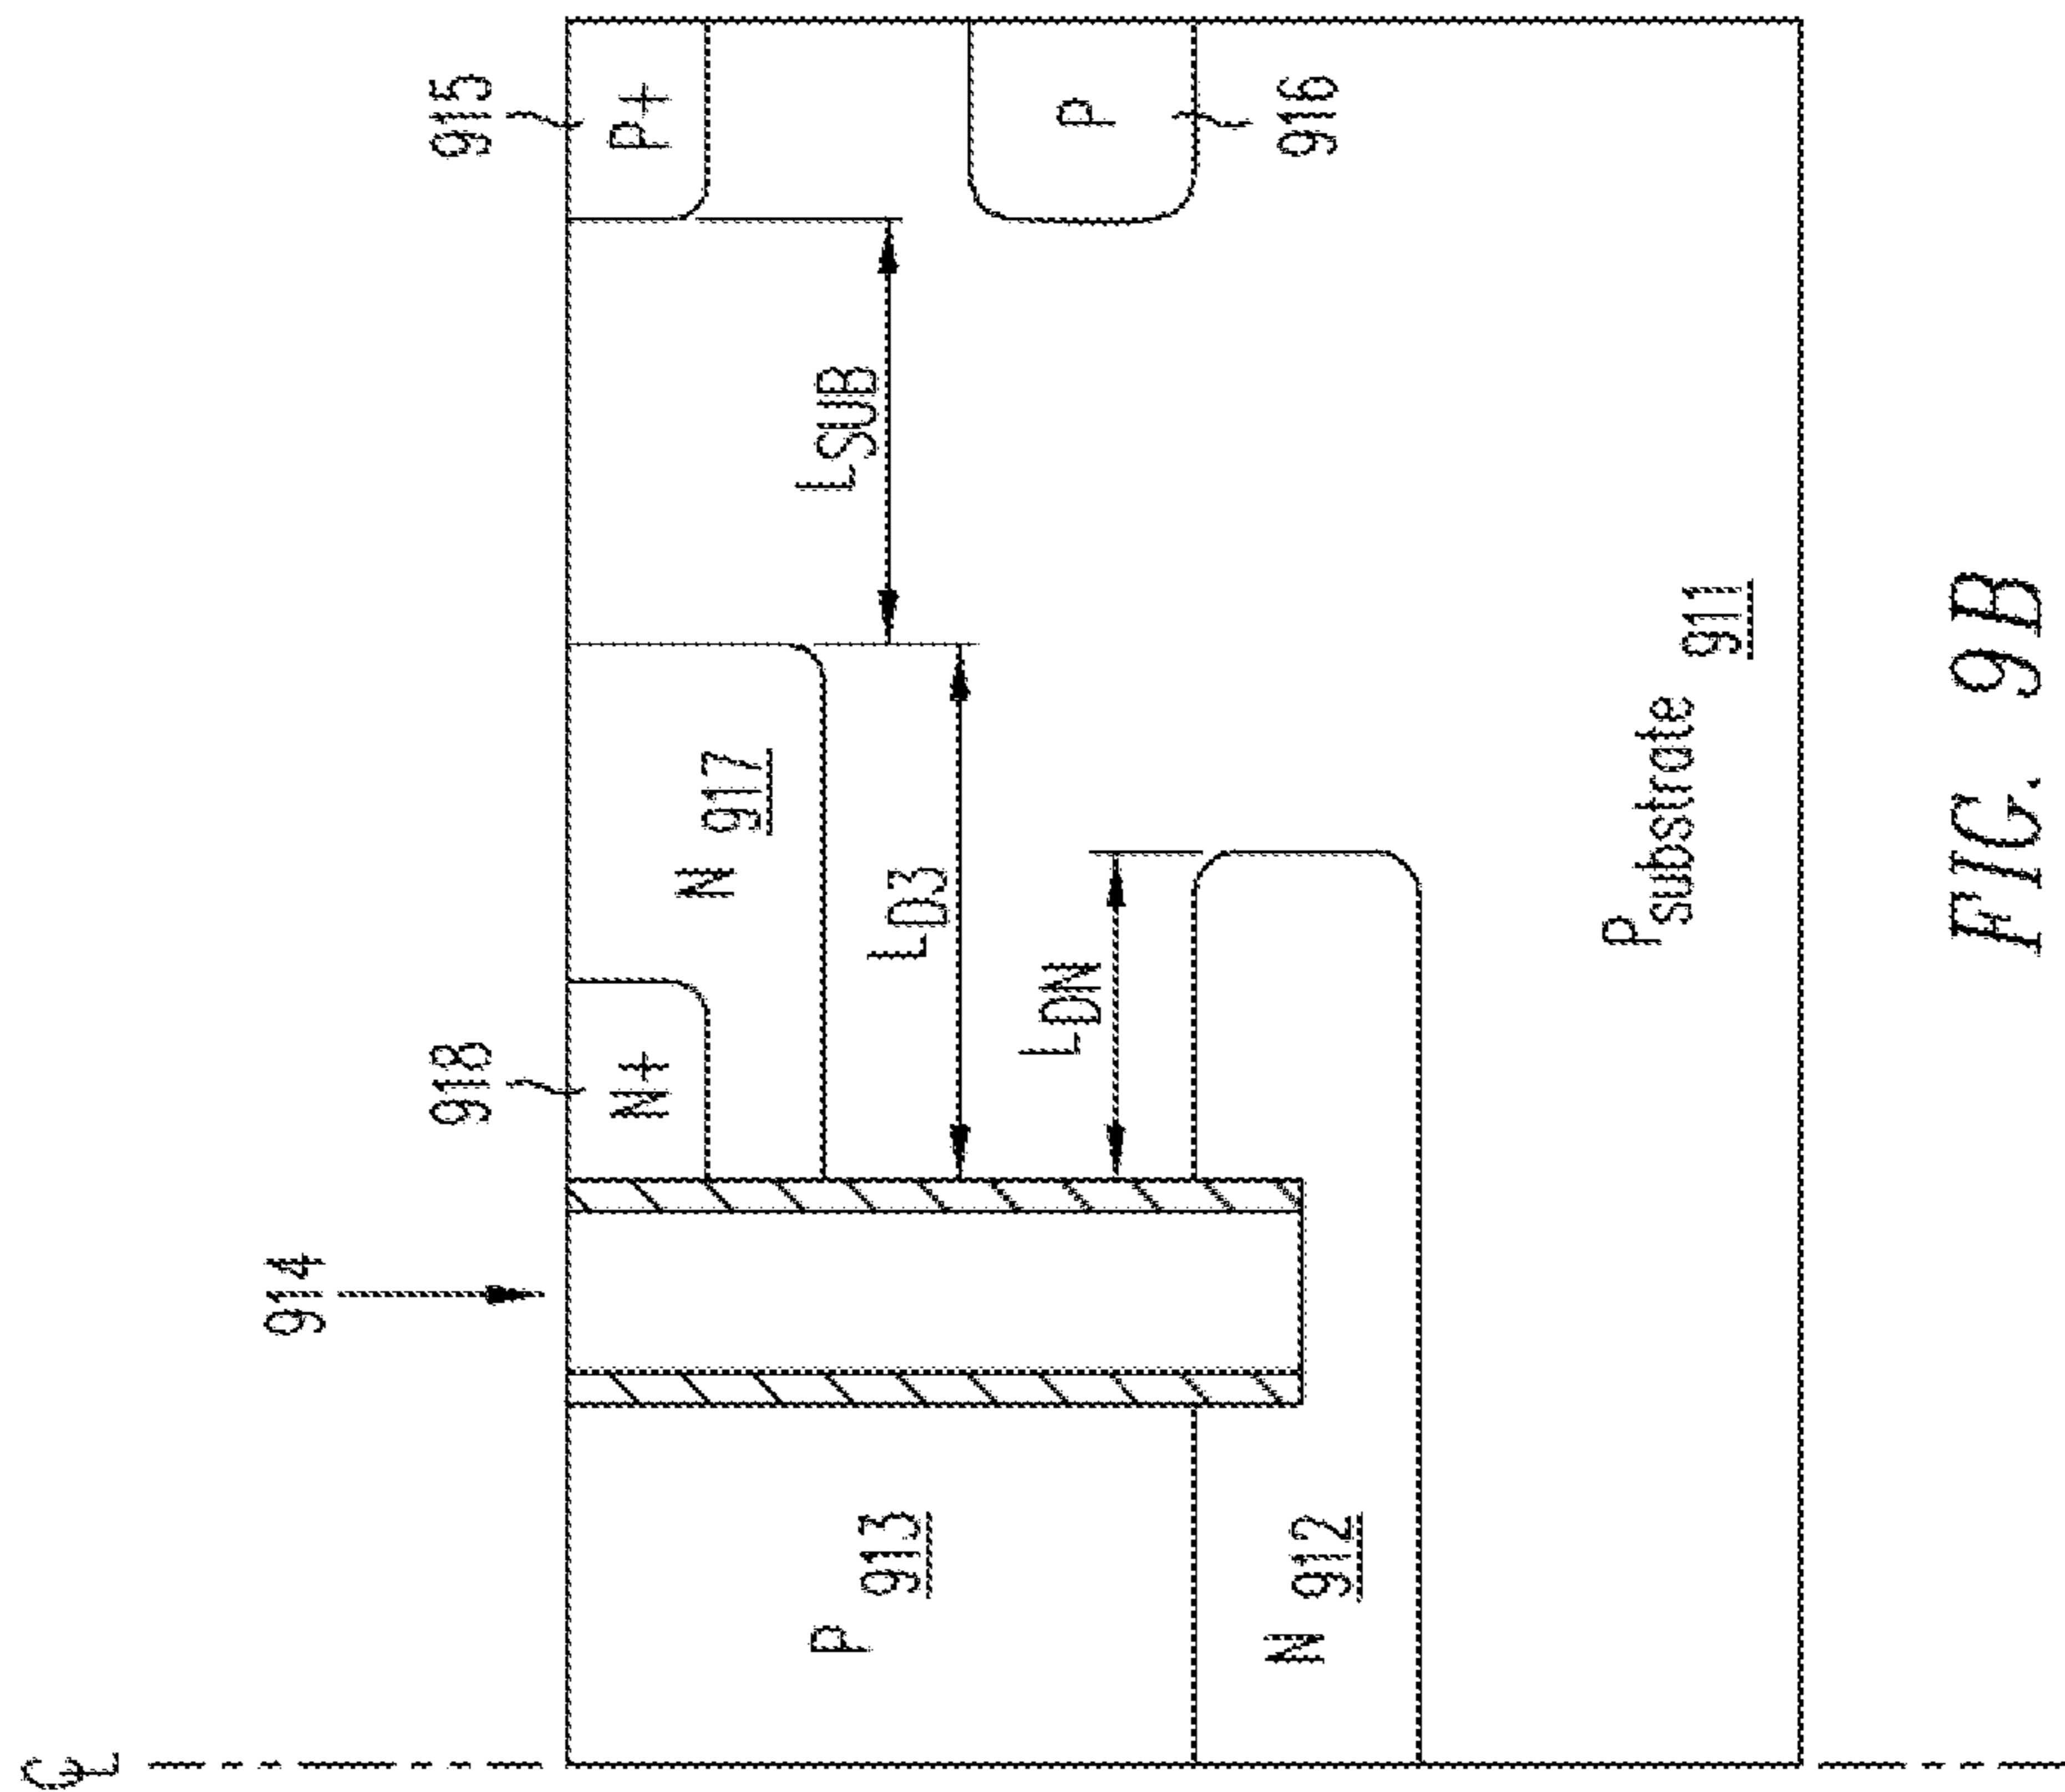 C̲L
914
918
915
N+
P+
N 917
P 913
LD3
LSUB
LDN
P
916
N 912
Psubstrate 911
FIG. 9B